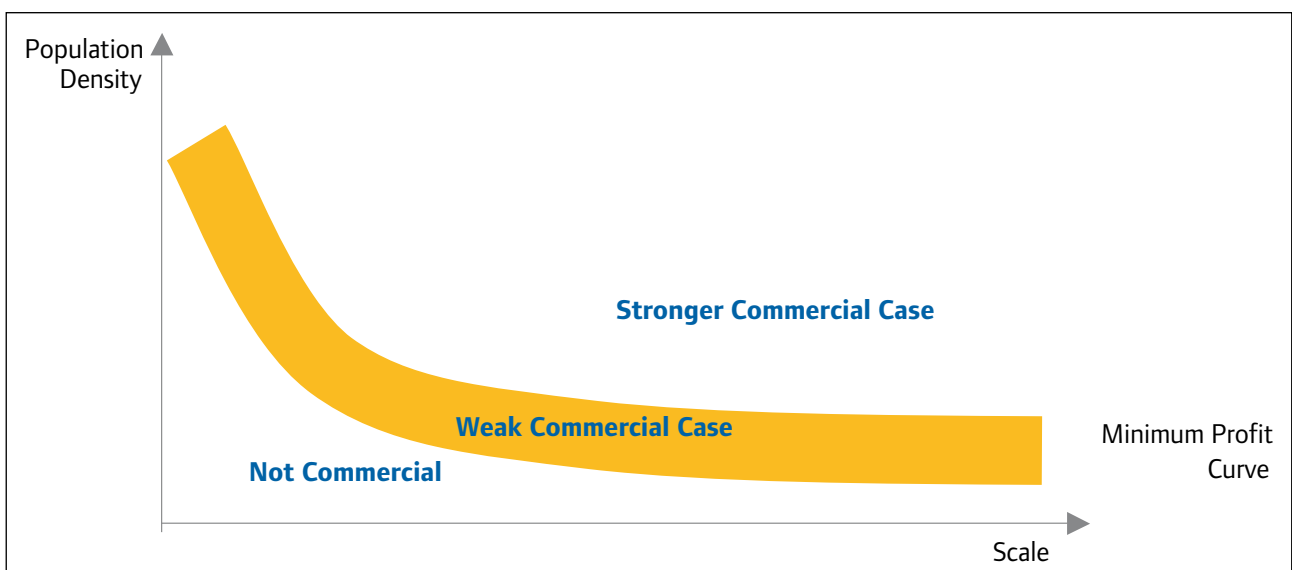 Population
Density
Stronger Commercial Case
Weak Commercial Case
Minimum Profit
Curve
Not Commercial
Scale